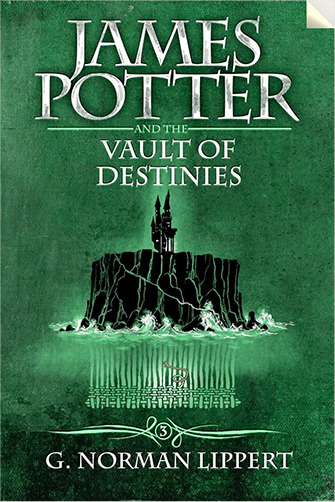 JAMES
POTTER
AND THE
VAULT OF
DESTINIES
3
G. NORMAN LIPPERT